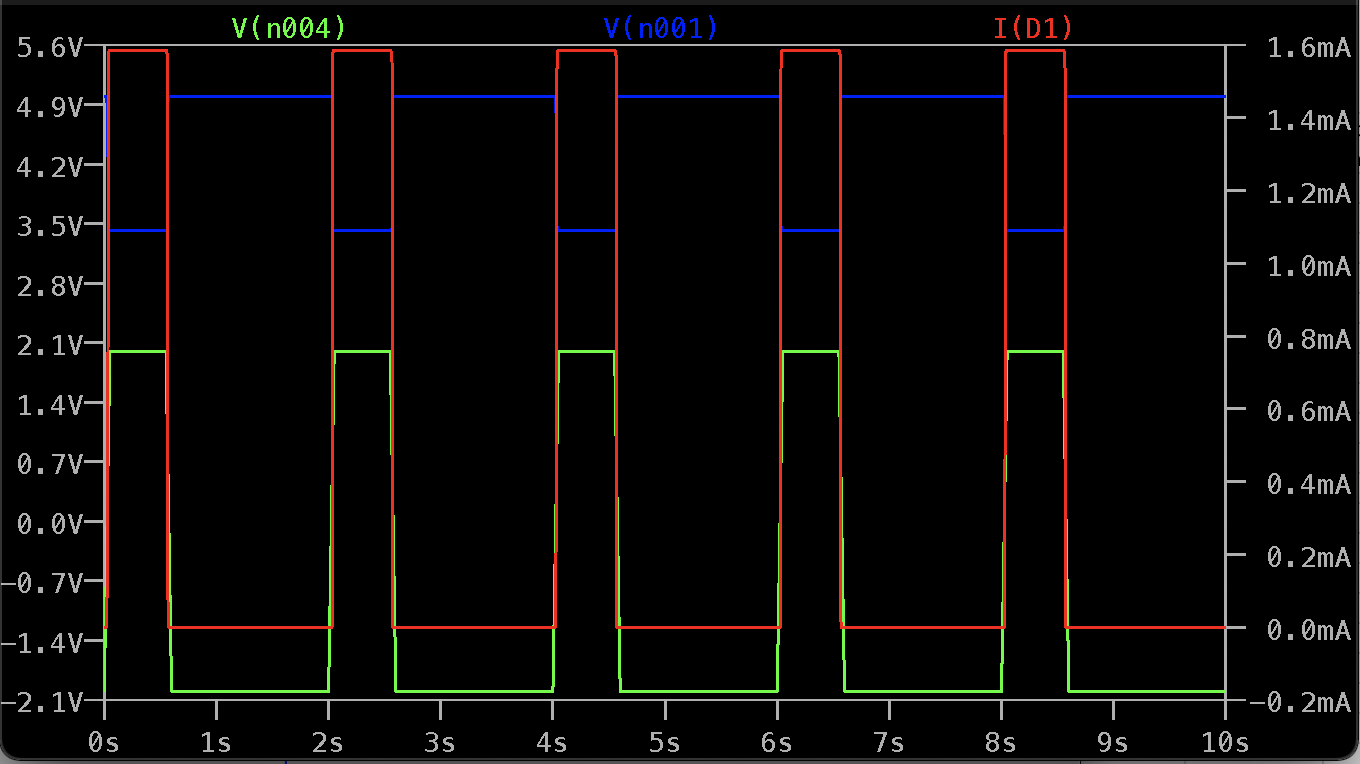 V(n004) V(n001) I(D1)
5.6V 1.6mA
4.9V 1.4mA
4.2V 1.2mA
3.5V 1.0mA
2.8V 0.8mA
2.1V 0.6mA
1.4V 0.4mA
0.7V 0.2mA
0.0V 0.0mA
-0.7V -0.2mA
-1.4V
-2.1V
0s 1s 2s 3s 4s 5s 6s 7s 8s 9s 10s